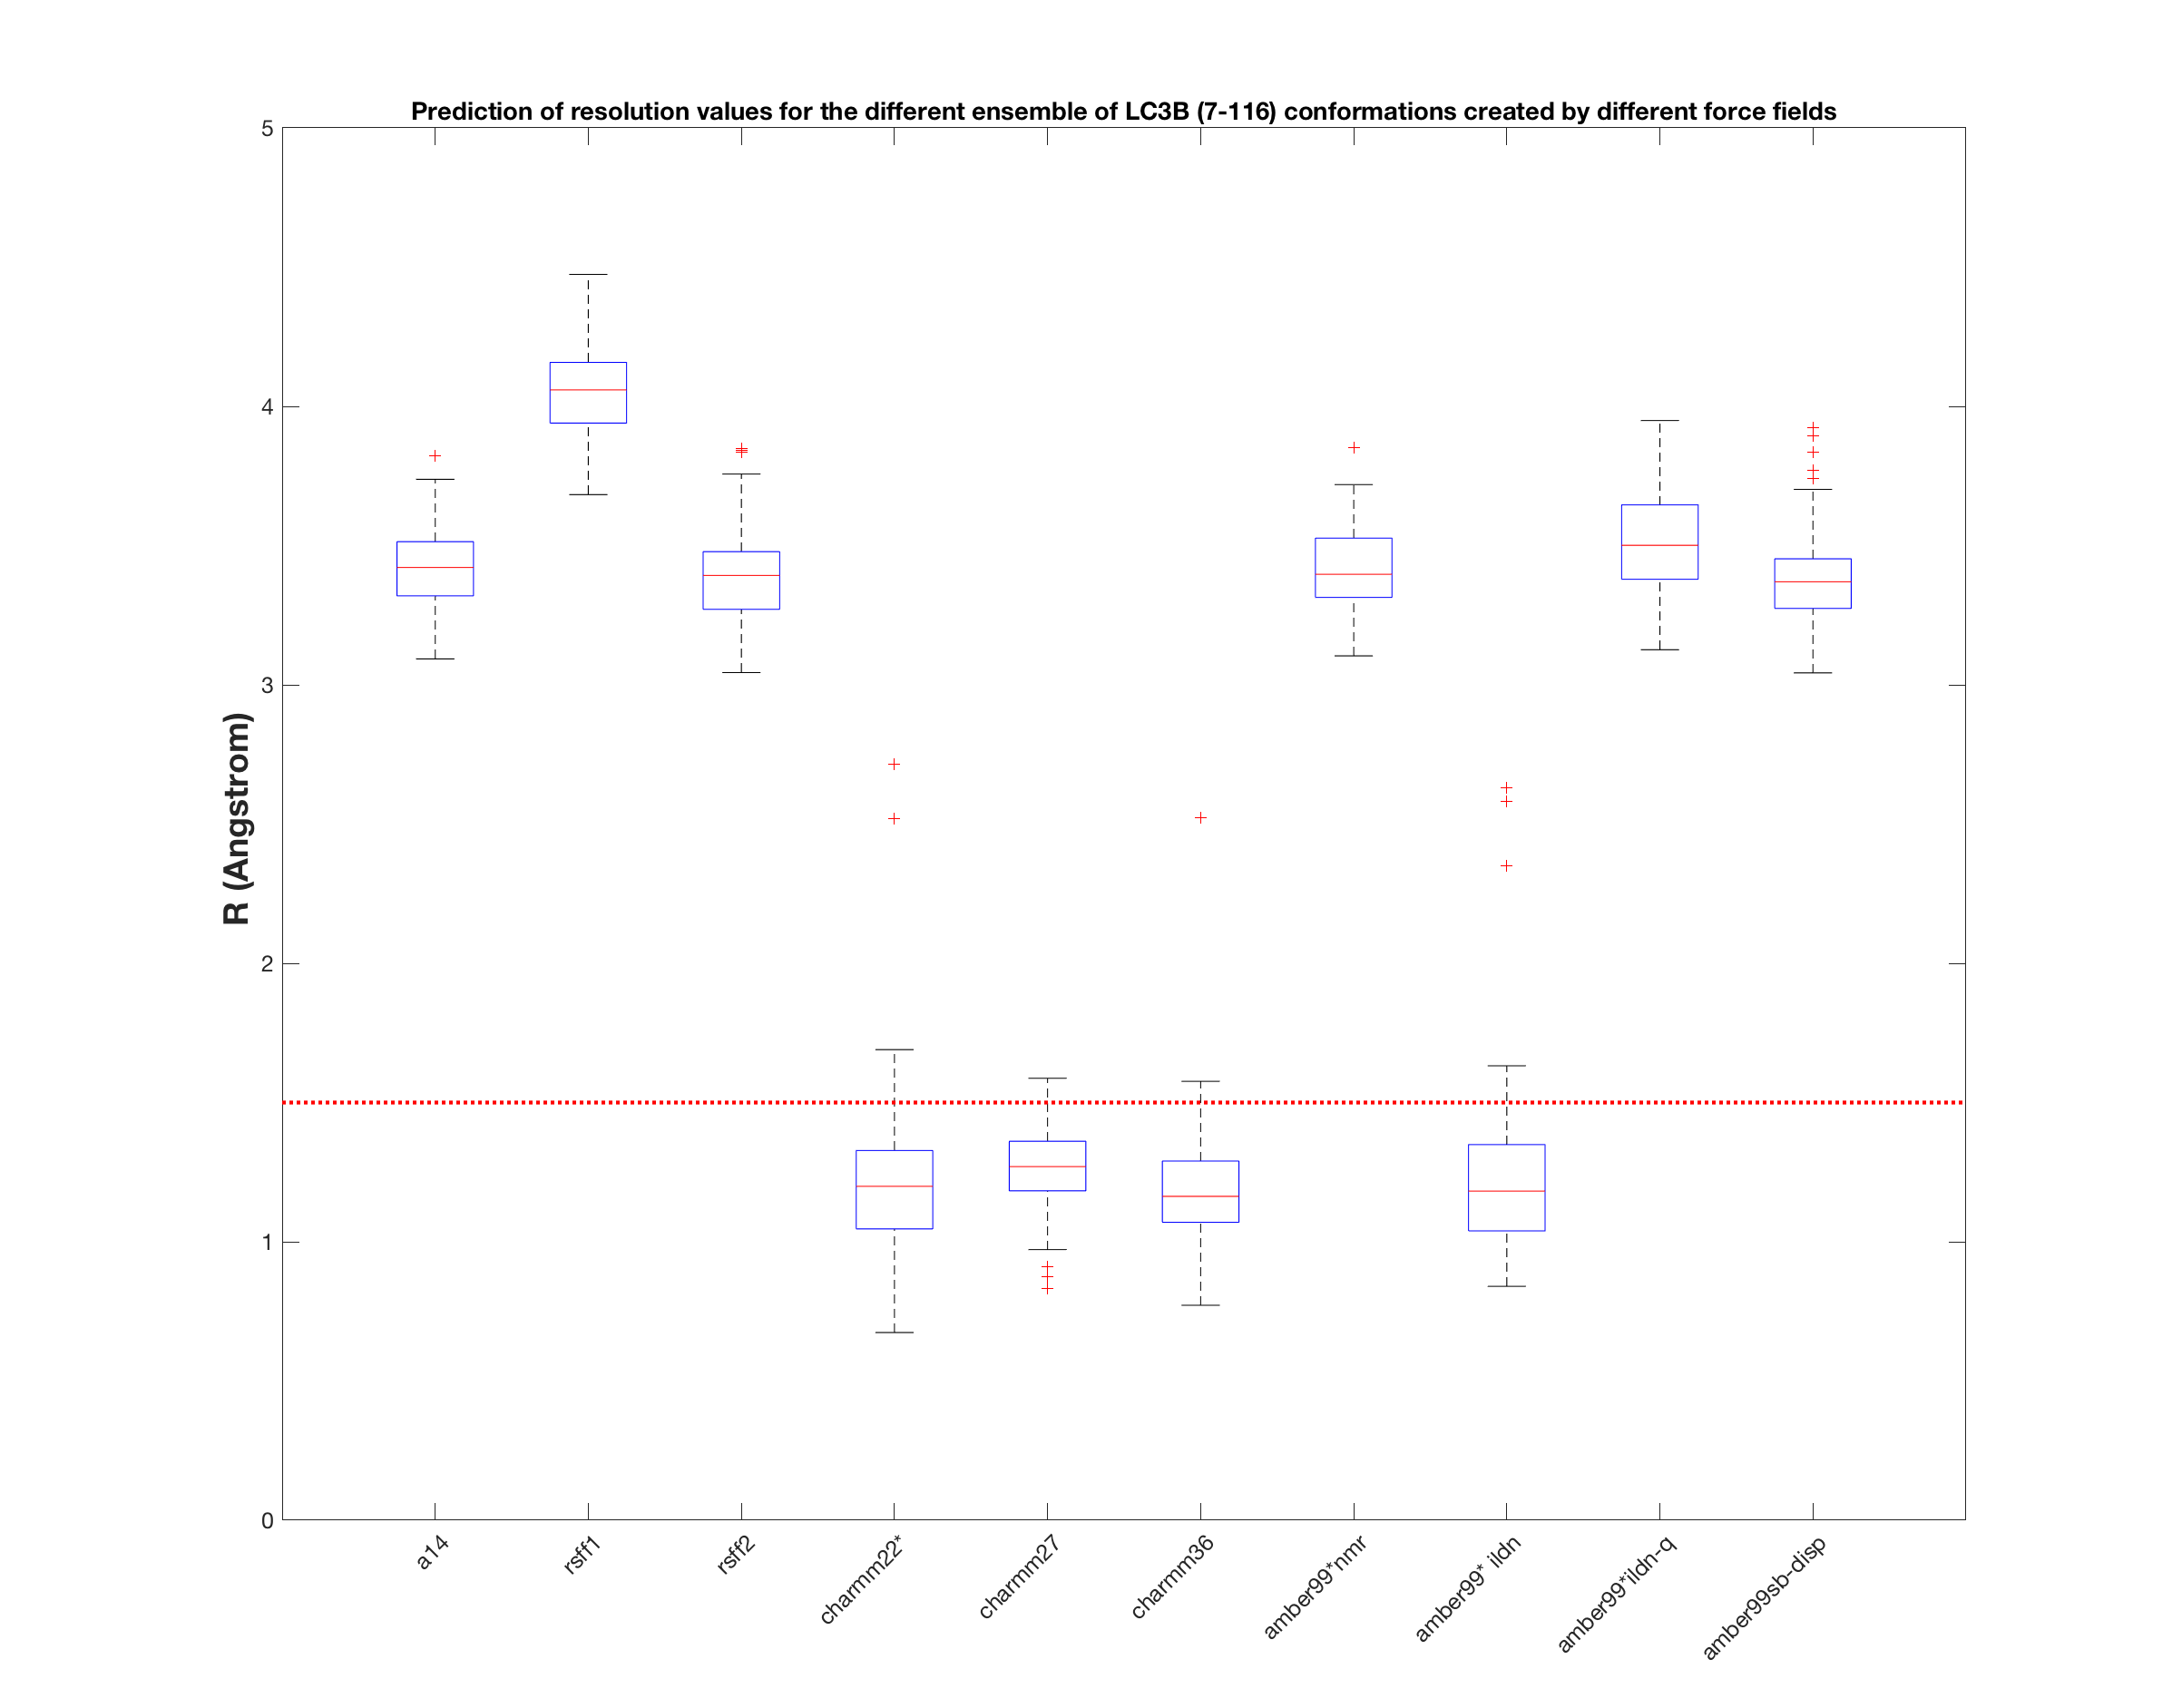 Prediction of resolution values for the different ensemble of LC3B (7-116) conformations created by different force fields
5
4
3
2
1
0
R (Angstrom)
a14
rsff1
rsff2
charmm22*
charmm27
charmm36
amber99*nmr
amber99* ildn
amber99*ildn-q
amber99sb-disp